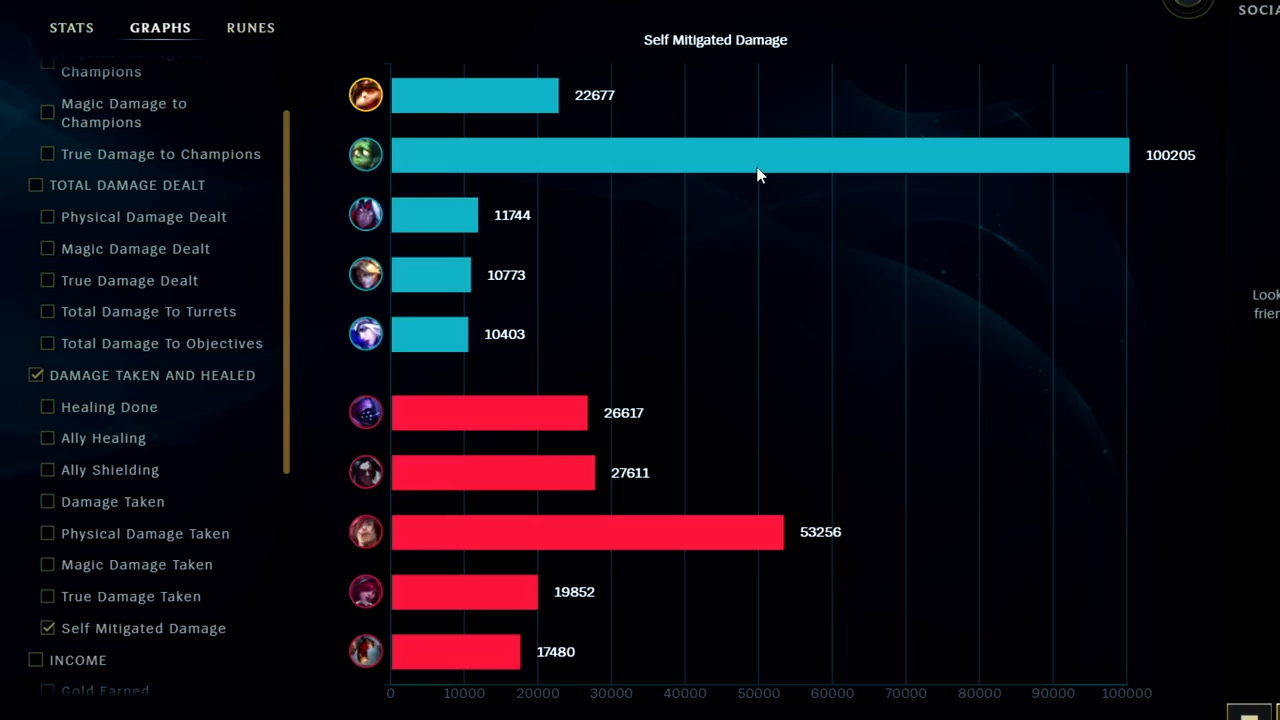 STATS GRAPHS RUNES
SOCIA
Self Mitigated Damage
Champions
Magic Damage to
Champions
True Damage to Champions
TOTAL DAMAGE DEALT
Physical Damage Dealt
Magic Damage Dealt
True Damage Dealt
Total Damage To Turrets
Total Damage To Objectives
DAMAGE TAKEN AND HEALED
Healing Done
Ally Healing
Ally Shielding
Damage Taken
Physical Damage Taken
Magic Damage Taken
True Damage Taken
Self Mitigated Damage
INCOME
Gold Earned
22677
100205
11744
10773
10403
26617
27611
53256
19852
17480
0 10000 20000 30000 40000 50000 60000 70000 80000 90000 100000
Look
frien